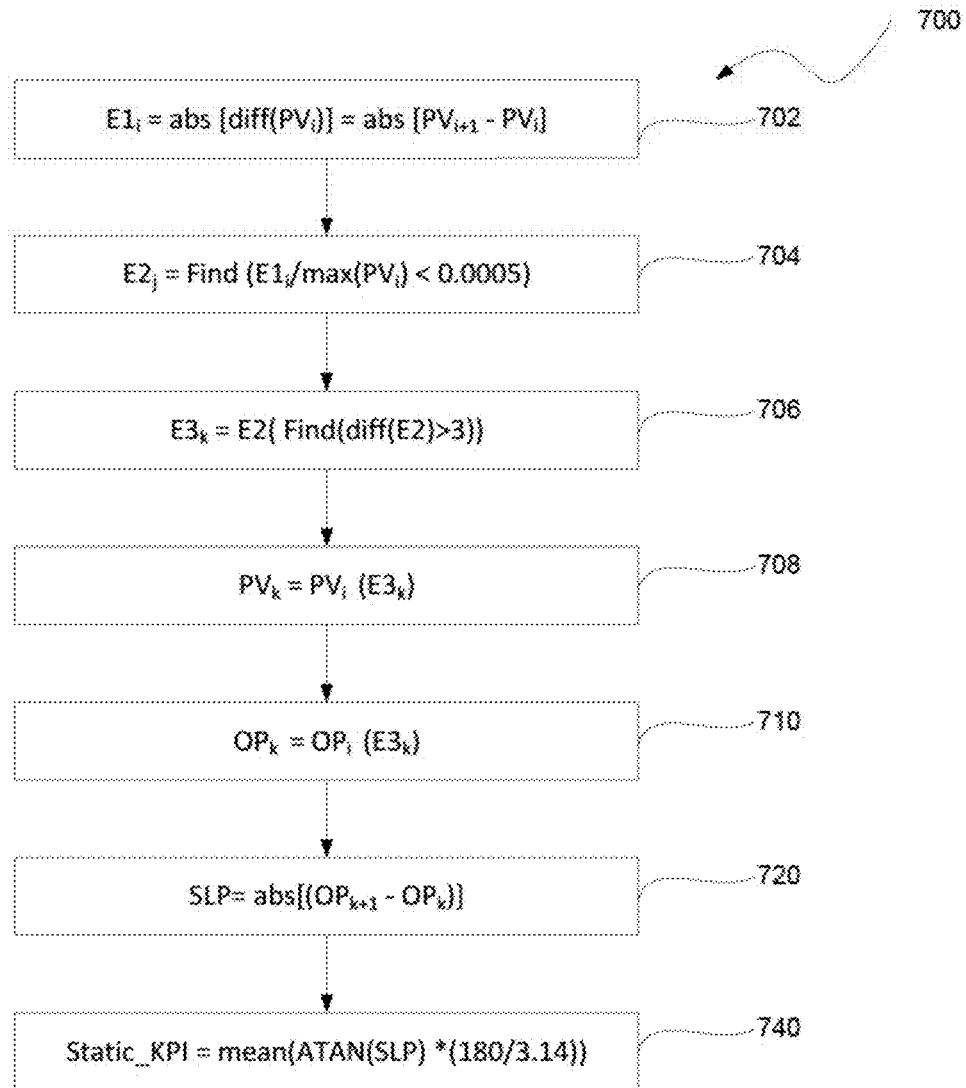 700
E1ᵢ = abs [diff(PVᵢ)] = abs [PVᵢ₊₁ - PVᵢ]
702
E2ⱼ = Find (E1ᵢ/max(PVᵢ) < 0.0005)
704
E3ₖ = E2( Find(diff(E2)>3))
706
PVₖ = PVᵢ (E3ₖ)
708
OPₖ = OPᵢ (E3ₖ)
710
SLP= abs[(OPₖ₊₁ - OPₖ)]
720
Static_KPI = mean(ATAN(SLP) *(180/3.14))
740